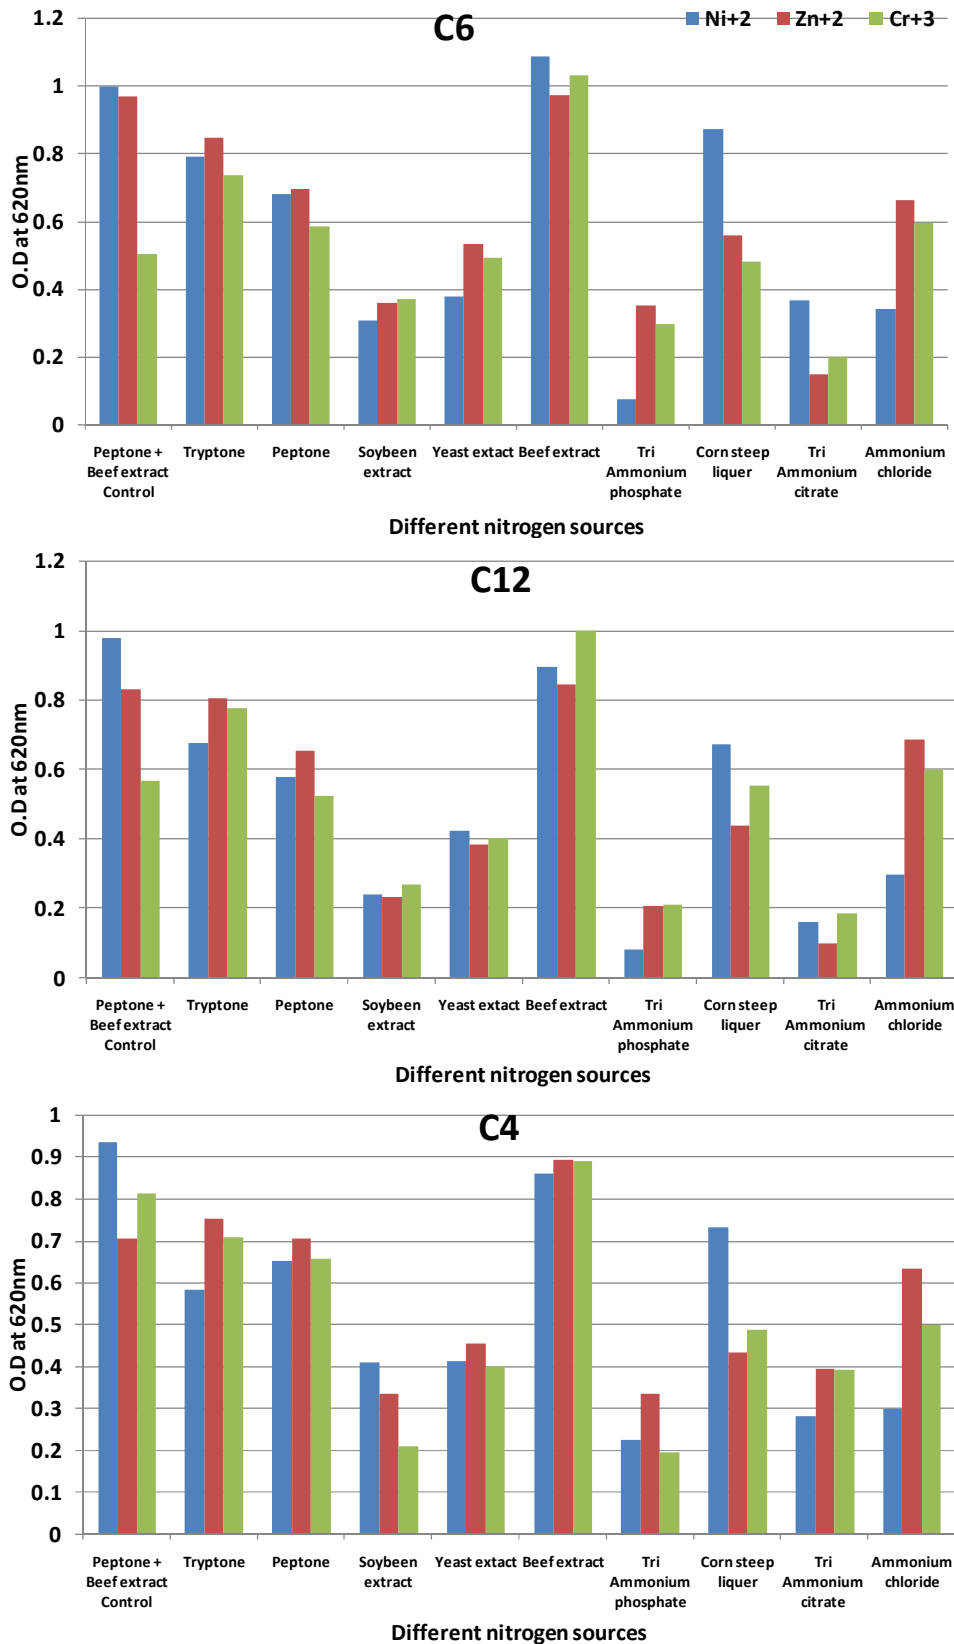 C6
Ni+2 Zn+2 Cr+3
1.2
1
0.8
0.6
0.4
0.2
0
O.D at 620nm
Peptone + Beef extract Control
Tryptone
Peptone
Soybeen extract
Yeast extact
Beef extract
Tri Ammonium phosphate
Corn steep liquer
Tri Ammonium citrate
Ammonium chloride
Different nitrogen sources
C12
1.2
1
0.8
0.6
0.4
0.2
0
O.D at 620nm
Peptone + Beef extract Control
Tryptone
Peptone
Soybeen extract
Yeast extact
Beef extract
Tri Ammonium phosphate
Corn steep liquer
Tri Ammonium citrate
Ammonium chloride
Different nitrogen sources
C4
1
0.9
0.8
0.7
0.6
0.5
0.4
0.3
0.2
0.1
0
O.D at 620nm
Peptone + Beef extract Control
Tryptone
Peptone
Soybeen extract
Yeast extact
Beef extract
Tri Ammonium phosphate
Corn steep liquer
Tri Ammonium citrate
Ammonium chloride
Different nitrogen sources